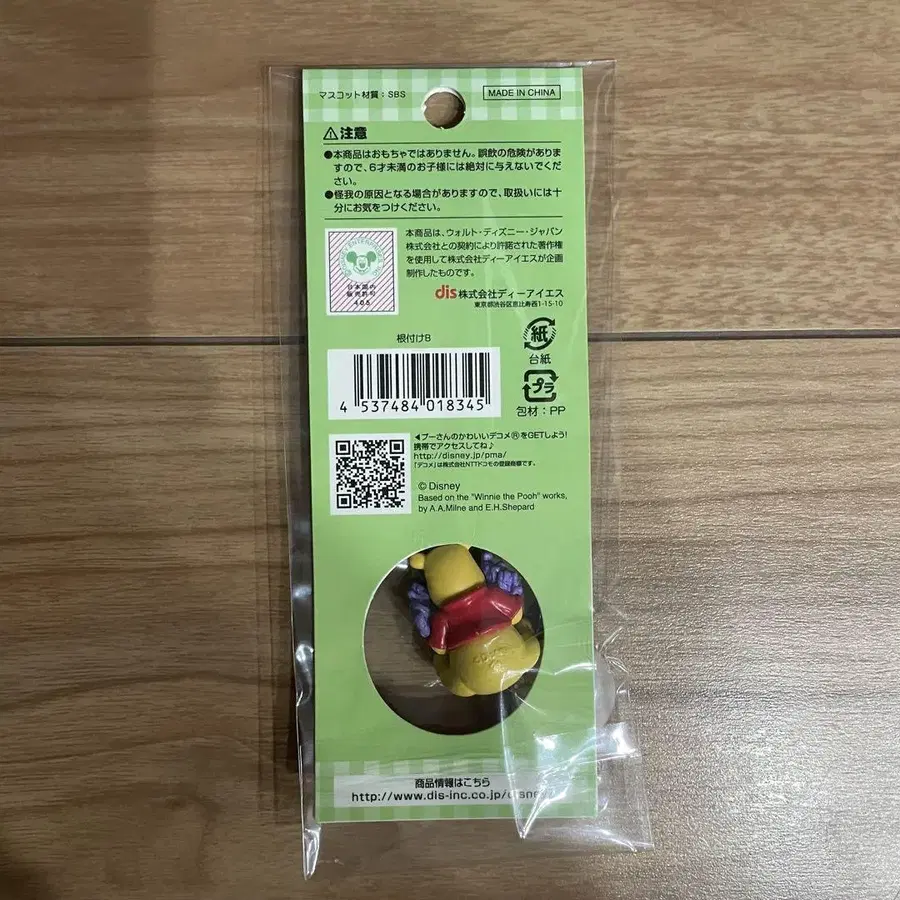 マスコット材質:SBS
MADE IN CHINA
⚠注意
●本商品はおもちゃではありません。誤飲の危険がありま
すので、6才未満のお子様には絶対に与えないでくだ
さい。
●怪我の原因となる場合がありますので、取扱いには十
分にお気をつけください。
本商品は、ウォルト・ディズニー・ジャパン
株式会社との契約により許諾された著作権
を使用して株式会社ディーアイエスが企画
制作したものです。
日本国内
販売許可
dis株式会社ディーアイエス
東京都渋谷区恵比寿西1-15-10
根付けB
4 537484 018345
紙
台紙
プラ
包材:PP
◀プーさんのかわいいデコメ®をGETしよう!
携帯でアクセスしてね♪
http://disney.jp/pma/
「デコメ」は株式会社NTTドコモの登録商標です。
© Disney
Based on the "Winnie the Pooh" works,
by A.A.Milne and E.H.Shepard
商品情報はこちら
http://www.dis-inc.co.jp/disney